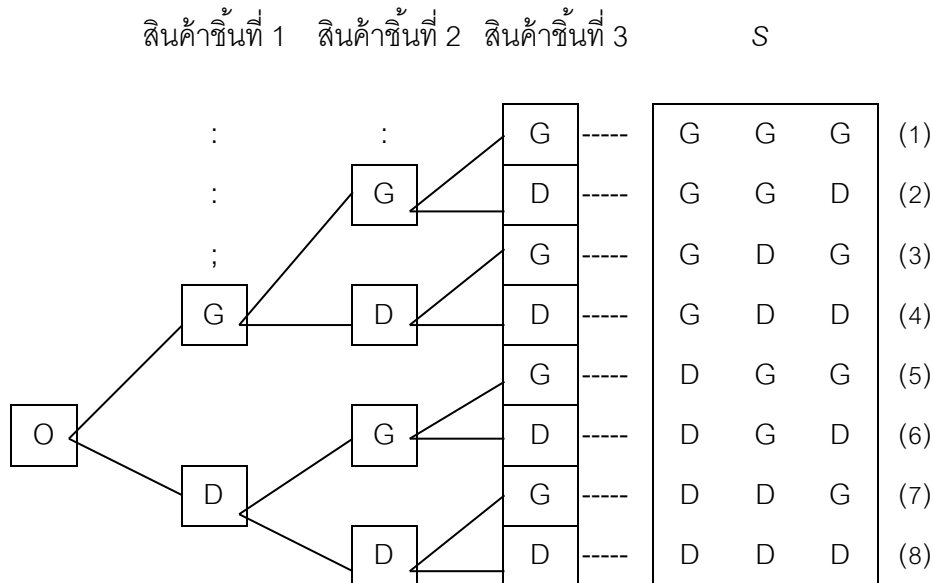 สินค้าชิ้นที่ 1 สินค้าชิ้นที่ 2 สินค้าชิ้นที่ 3 S
: : G ----- G G G (1)
: G D ----- G G D (2)
; G ----- G D G (3)
G D D ----- G D D (4)
G ----- D G G (5)
O G D ----- D G D (6)
D G ----- D D G (7)
D D ----- D D D (8)